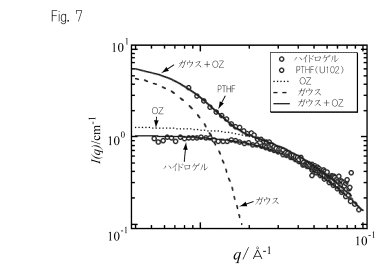 Fig. 7
10¹
ガウス+OZ
ハイドロゲル
PTHF(U102)
OZ
ガウス
ガウス+OZ
PTHF
OZ
I(q)/cm⁻¹
10⁰
ハイドロゲル
ガウス
10⁻¹
10⁻¹
q/Å⁻¹